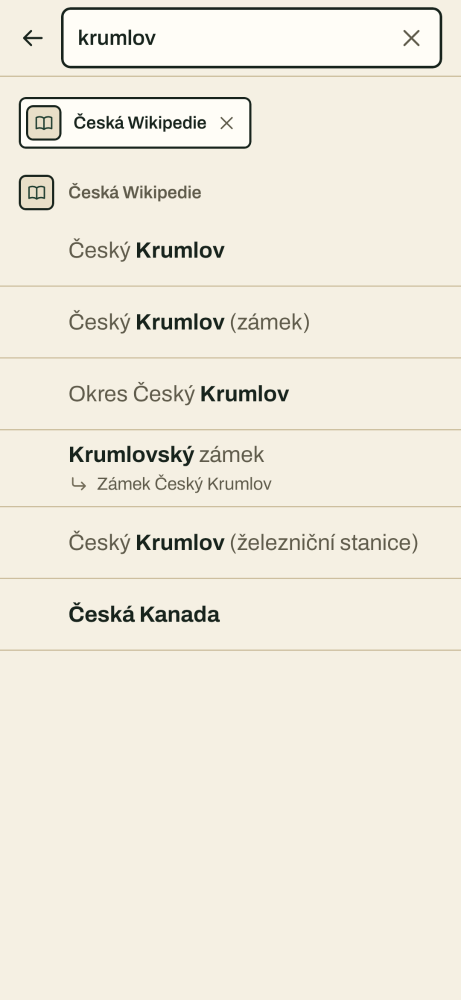 krumlov
Česká Wikipedie
Česká Wikipedie
Český Krumlov
Český Krumlov (zámek)
Okres Český Krumlov
Krumlovský zámek
Zámek Český Krumlov
Český Krumlov (železniční stanice)
Česká Kanada